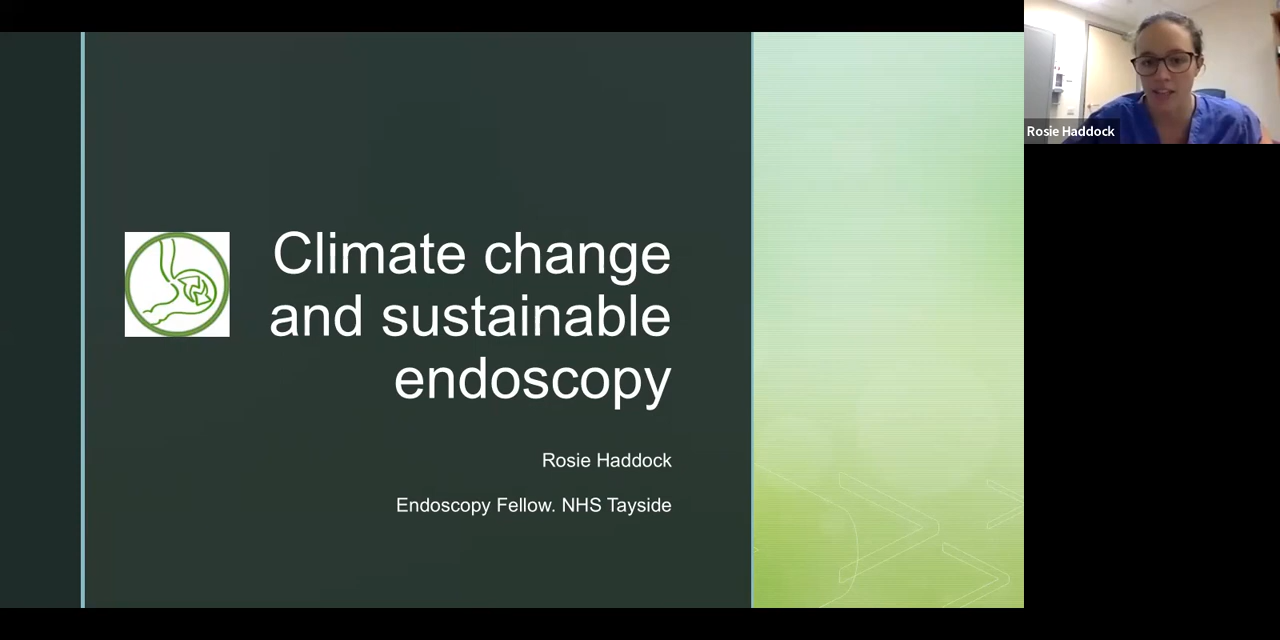 Climate change
and sustainable
endoscopy
Rosie Haddock
Endoscopy Fellow. NHS Tayside
Rosie Haddock